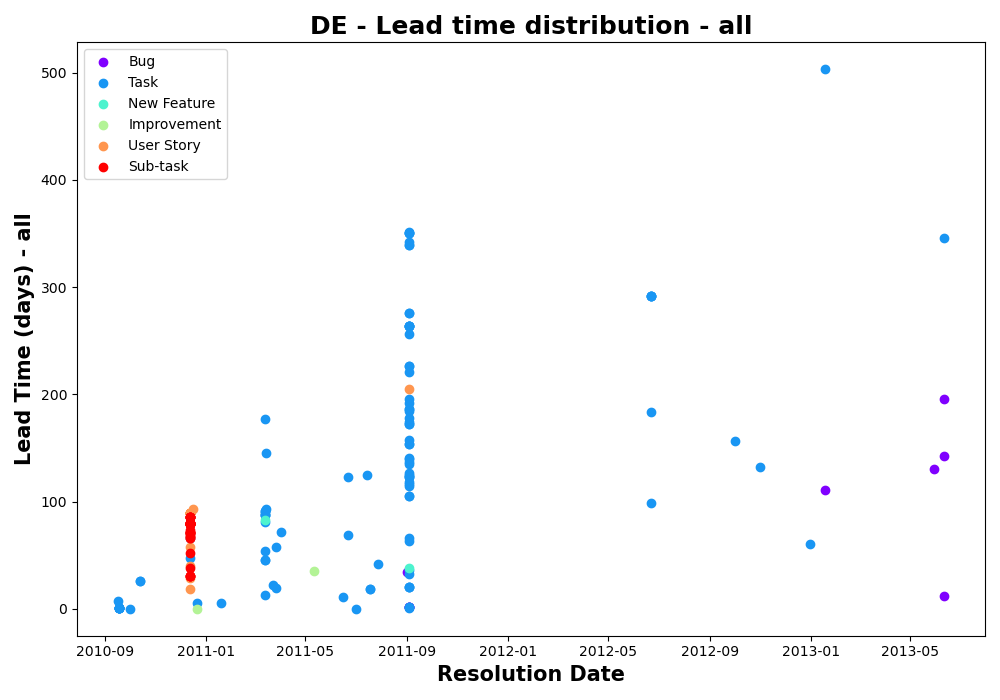 DE - Lead time distribution - all
Bug
Task
New Feature
Improvement
User Story
Sub-task
Lead Time (days) - all
500
400
300
200
100
0
2010-09 2011-01 2011-05 2011-09 2012-01 2012-05 2012-09 2013-01 2013-05
Resolution Date